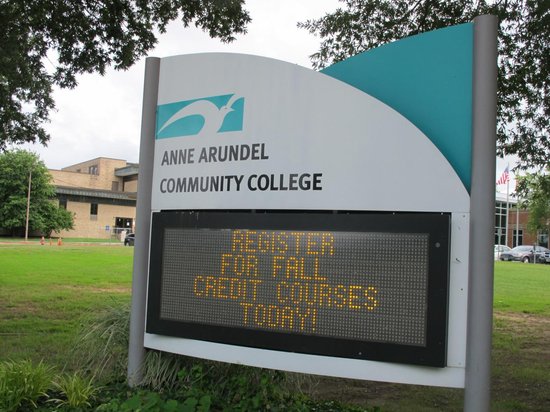 ANNE ARUNDEL
COMMUNITY COLLEGE
REGISTER
FOR FALL
CREDIT COURSES
TODAY!